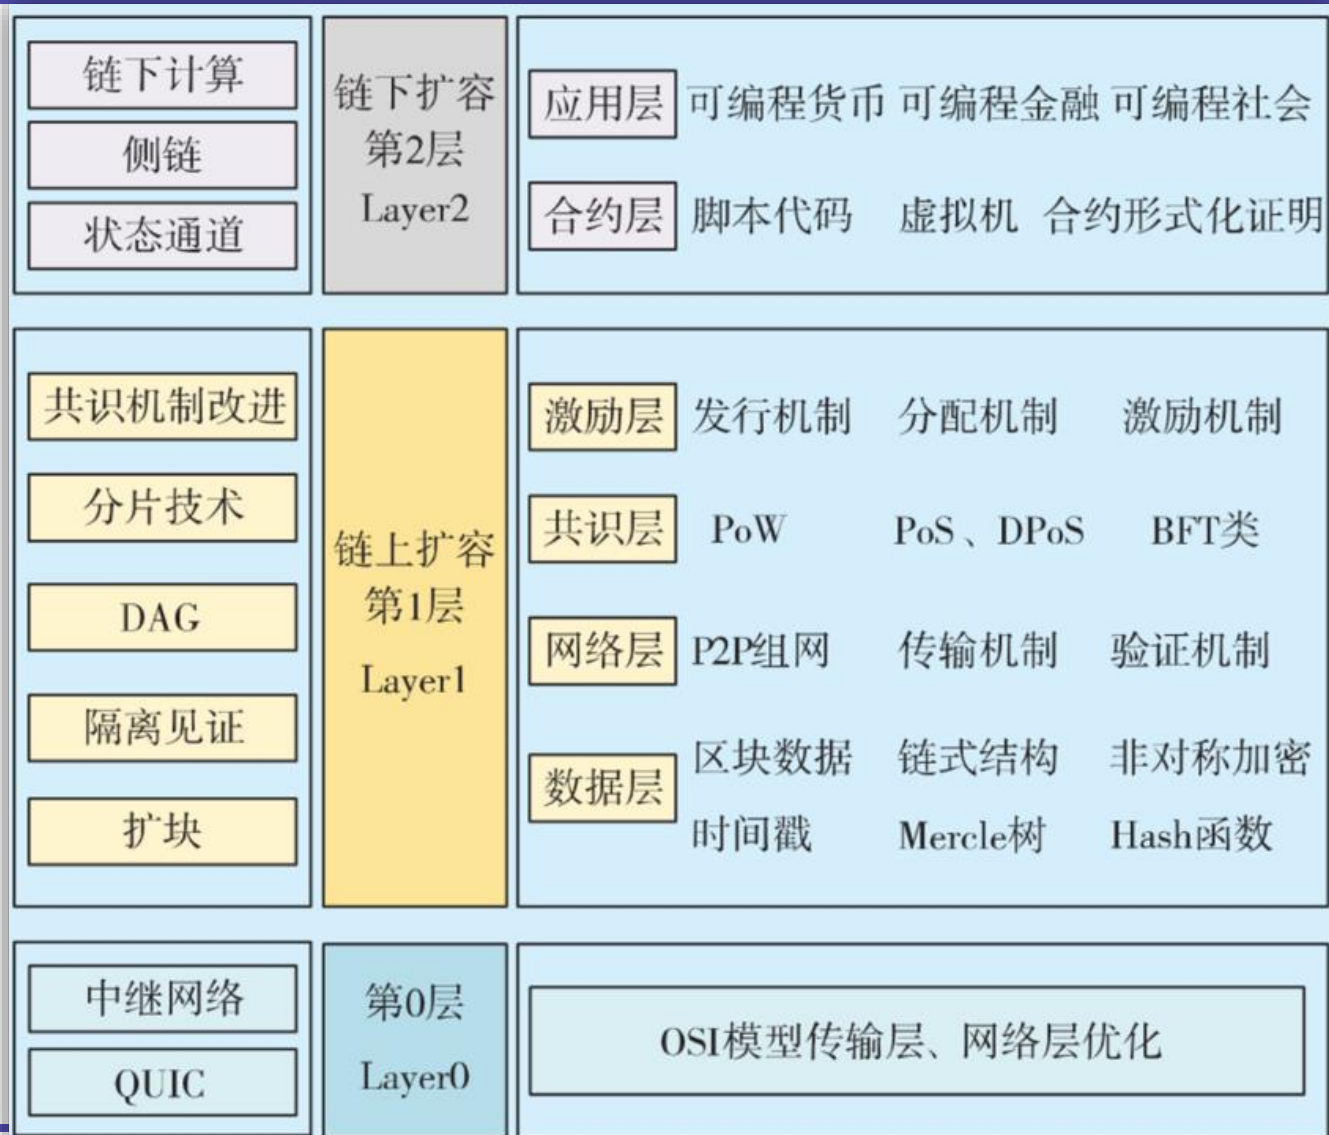 链下计算
侧链
状态通道
链下扩容
第2层
Layer2
应用层 可编程货币 可编程金融 可编程社会
合约层 脚本代码 虚拟机 合约形式化证明
共识机制改进
分片技术
DAG
隔离见证
扩块
链上扩容
第1层
Layer1
激励层 发行机制 分配机制 激励机制
共识层 PoW PoS、DPoS BFT类
网络层 P2P组网 传输机制 验证机制
数据层
区块数据 链式结构 非对称加密
时间戳 Mercle树 Hash函数
中继网络
QUIC
第0层
Layer0
OSI模型传输层、网络层优化